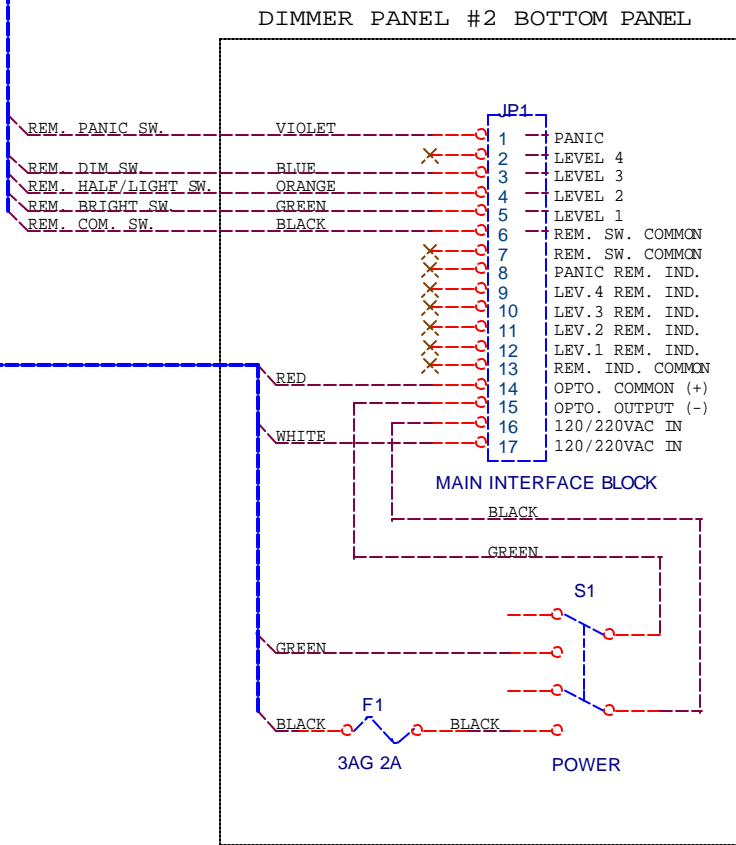 DIMMER PANEL #2 BOTTOM PANEL
JP1
REM. PANIC SW. VIOLET 1 PANIC
2 LEVEL 4
REM. DIM SW. BLUE 3 LEVEL 3
REM. HALF/LIGHT SW. ORANGE 4 LEVEL 2
REM. BRIGHT SW. GREEN 5 LEVEL 1
REM. COM. SW. BLACK 6 REM. SW. COMMON
7 REM. SW. COMMON
8 PANIC REM. IND.
9 LEV.4 REM. IND.
10 LEV.3 REM. IND.
11 LEV.2 REM. IND.
12 LEV.1 REM. IND.
13 REM. IND. COMMON
RED 14 OPTO. COMMON (+)
15 OPTO. OUTPUT (-)
16 120/220VAC IN
WHITE 17 120/220VAC IN
MAIN INTERFACE BLOCK
BLACK
GREEN
S1
GREEN
F1
BLACK BLACK
3AG 2A POWER